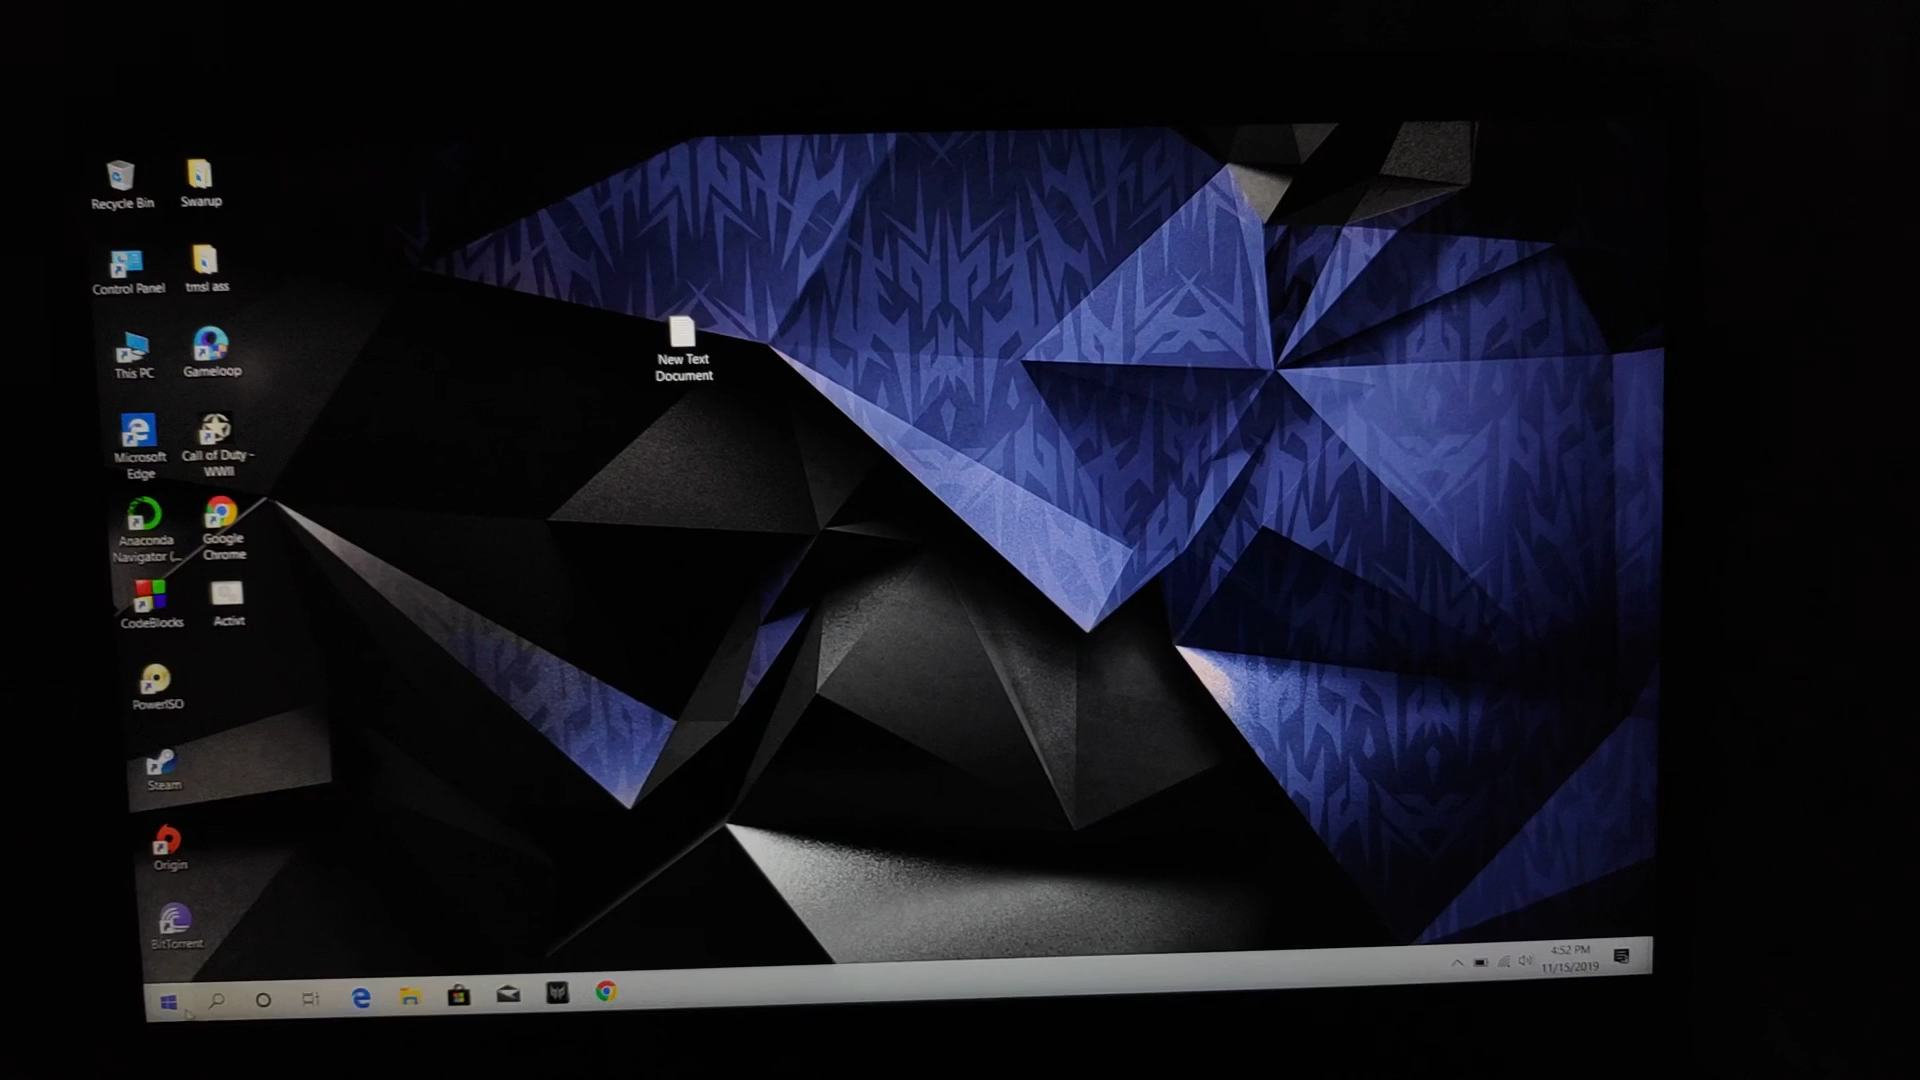 Recycle Bin
Swarup
Control Panel
tmsl ass
This PC
Gameloop
New Text
Document
Microsoft
Edge
Call of Duty -
WWII
Anaconda
Navigator (...
Google
Chrome
CodeBlocks
Activt
PowerISO
Steam
Origin
BitTorrent
4:52 PM
11/15/2019